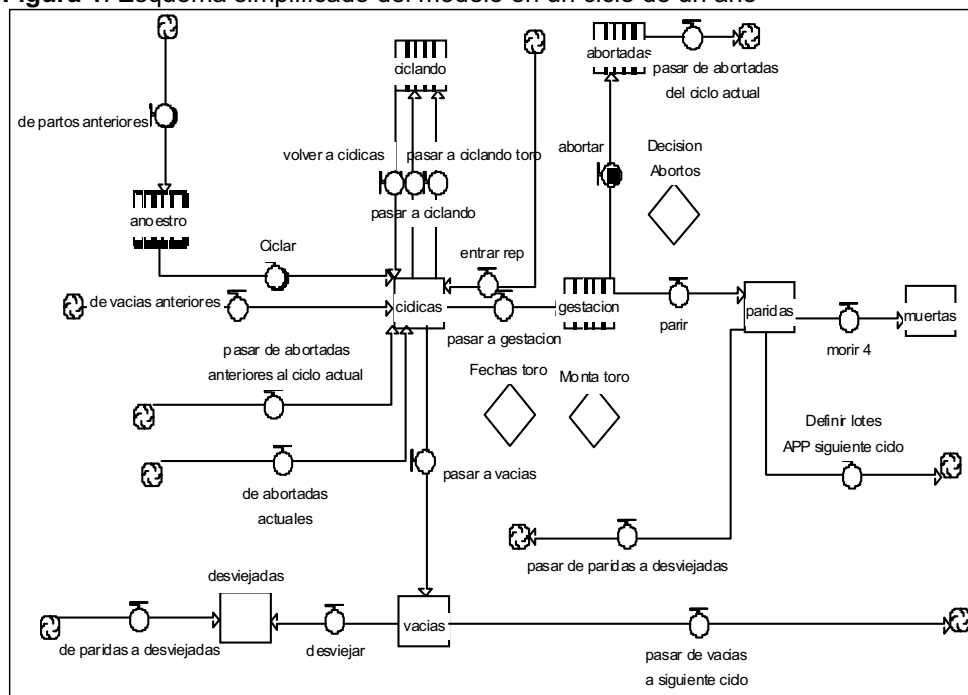 Figura 1. Esquema simplificado del modelo en un ciclo de un año
ciclando
abortadas
pasar de abortadas
del ciclo actual
de partos anteriores
volver a cidicas
pasar a ciclando toro
abortar
Decision
Abortos
pasar a ciclando
anoestro
Ciclar
entrar rep
de vacias anteriores
cidicas
gestacion
paridas
muertas
pasar a gestacion
parir
morir 4
pasar de abortadas
anteriores al ciclo actual
Fechas toro
Monta toro
Definir lotes
APP siguiente cido
pasar a vacias
de abortadas
actuales
pasar de paridas a desviejadas
desviejadas
vacias
de paridas a desviejadas
desviejar
pasar de vacias
a siguiente cido